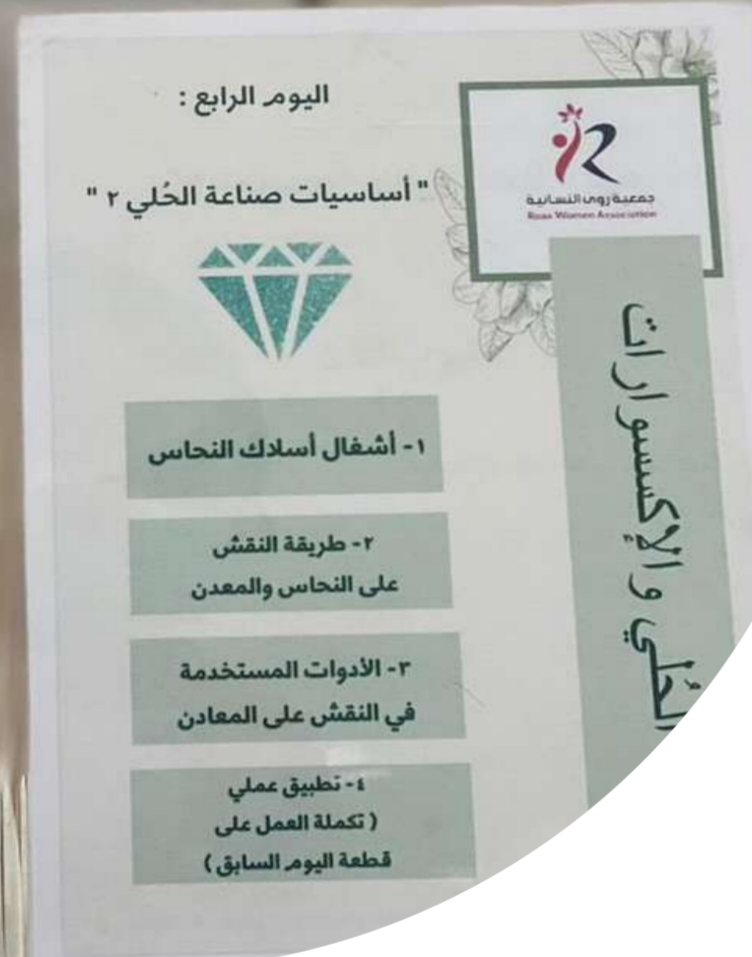 اليوم الرابع :
" أساسيات صناعة الحُلي ٢ "
جمعية روى النسائية
Roaa Women Association
الحُلي و الإكسسوارات
١- أشغال أسلاك النحاس
٢- طريقة النقش
على النحاس والمعدن
٣- الأدوات المستخدمة
في النقش على المعادن
٤- تطبيق عملي
( تكملة العمل على
قطعة اليوم السابق )